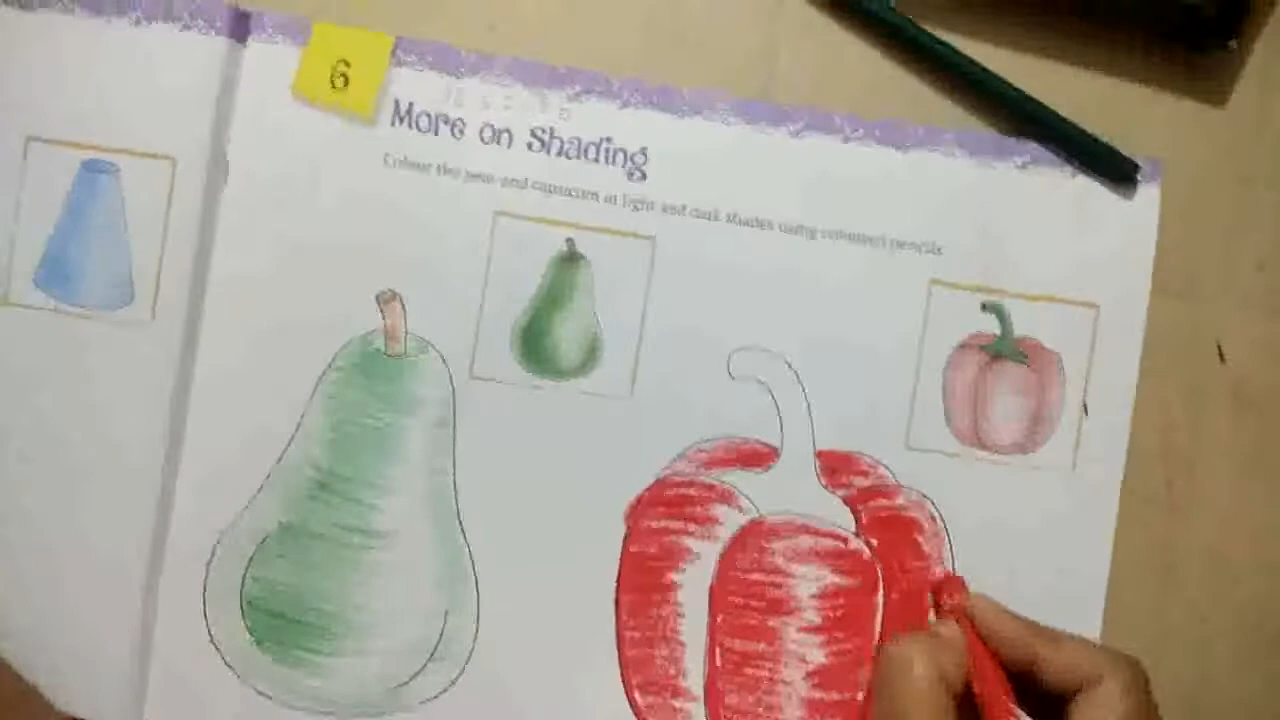 6
More on Shading
Colour the pear and capsicum in light and dark shades using coloured pencils.